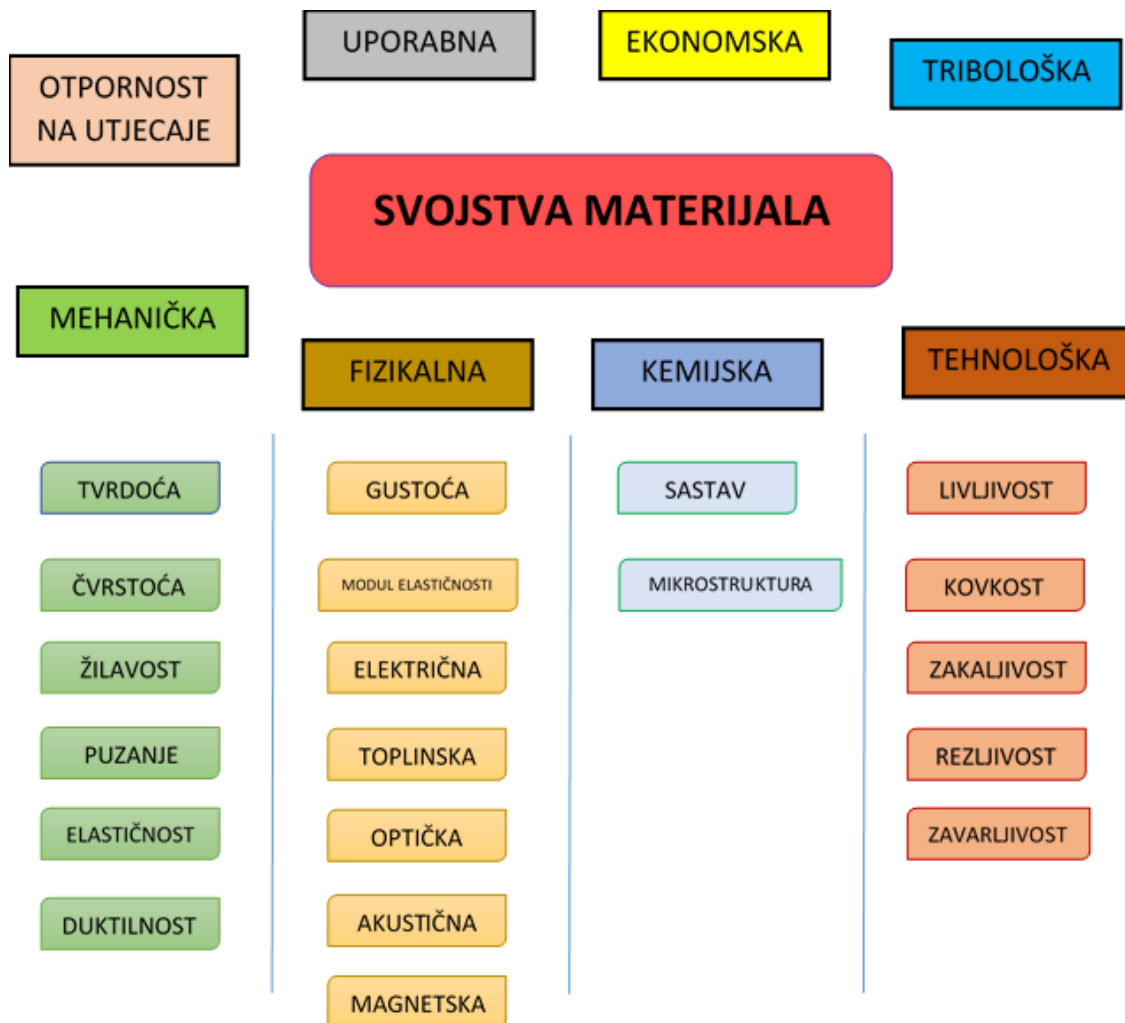 UPORABNA
EKONOMSKA
TRIBOLOŠKA
OTPORNOST
NA UTJECAJE
SVOJSTVA MATERIJALA
MEHANIČKA
FIZIKALNA
KEMIJSKA
TEHNOLOŠKA
TVRDOĆA
ČVRSTOĆA
ŽILAVOST
PUZANJE
ELASTIČNOST
DUKTILNOST
GUSTOĆA
MODUL ELASTIČNOSTI
ELEKTRIČNA
TOPLINSKA
OPTIČKA
AKUSTIČNA
MAGNETSKA
SASTAV
MIKROSTRUKTURA
LIVLJIVOST
KOVKOST
ZAKALJIVOST
REZLJIVOST
ZAVARLJIVOST